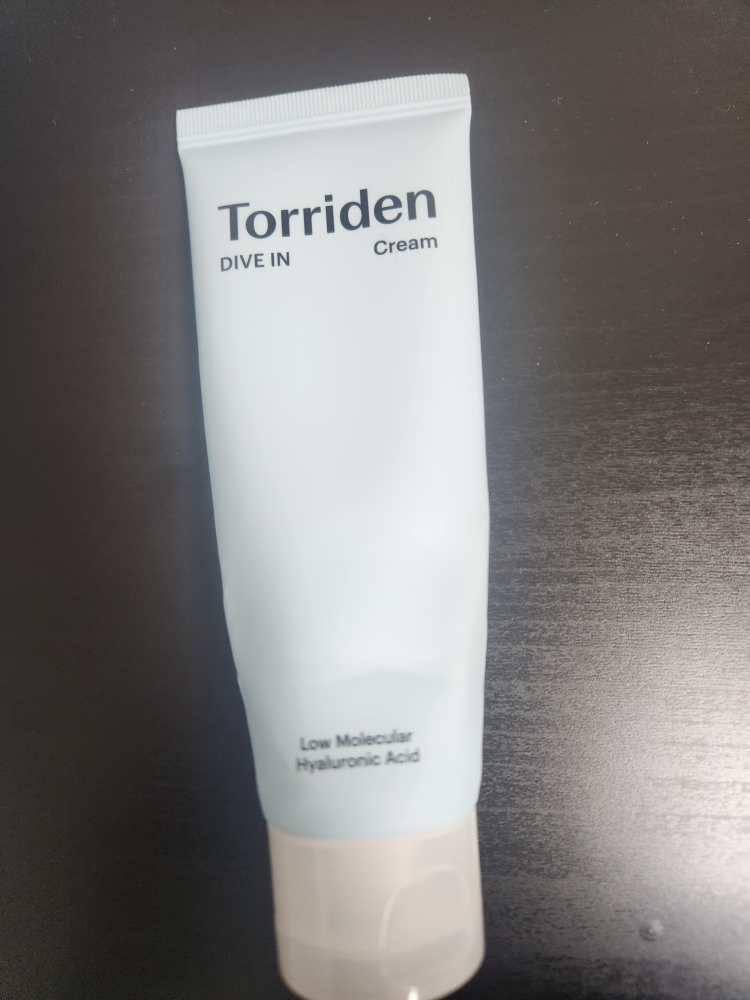 Torriden
DIVE IN Cream
Low Molecular
Hyaluronic Acid